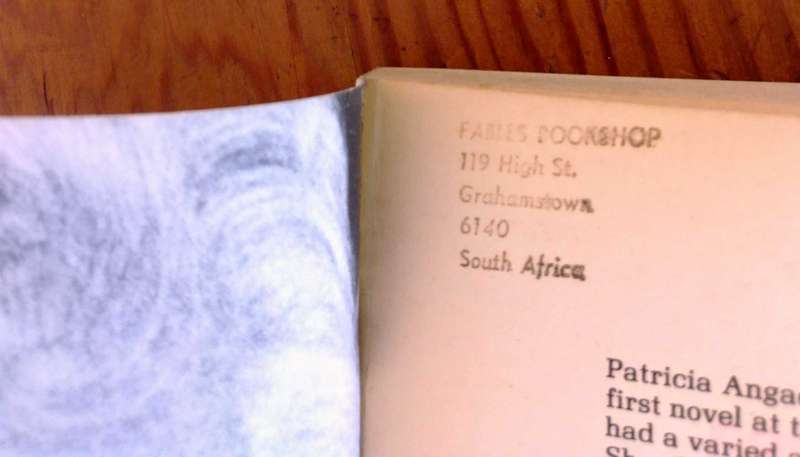 FABLES BOOKSHOP
119 High St.
Grahamstown
6140
South Africa
Patricia
first novel at
had a varied